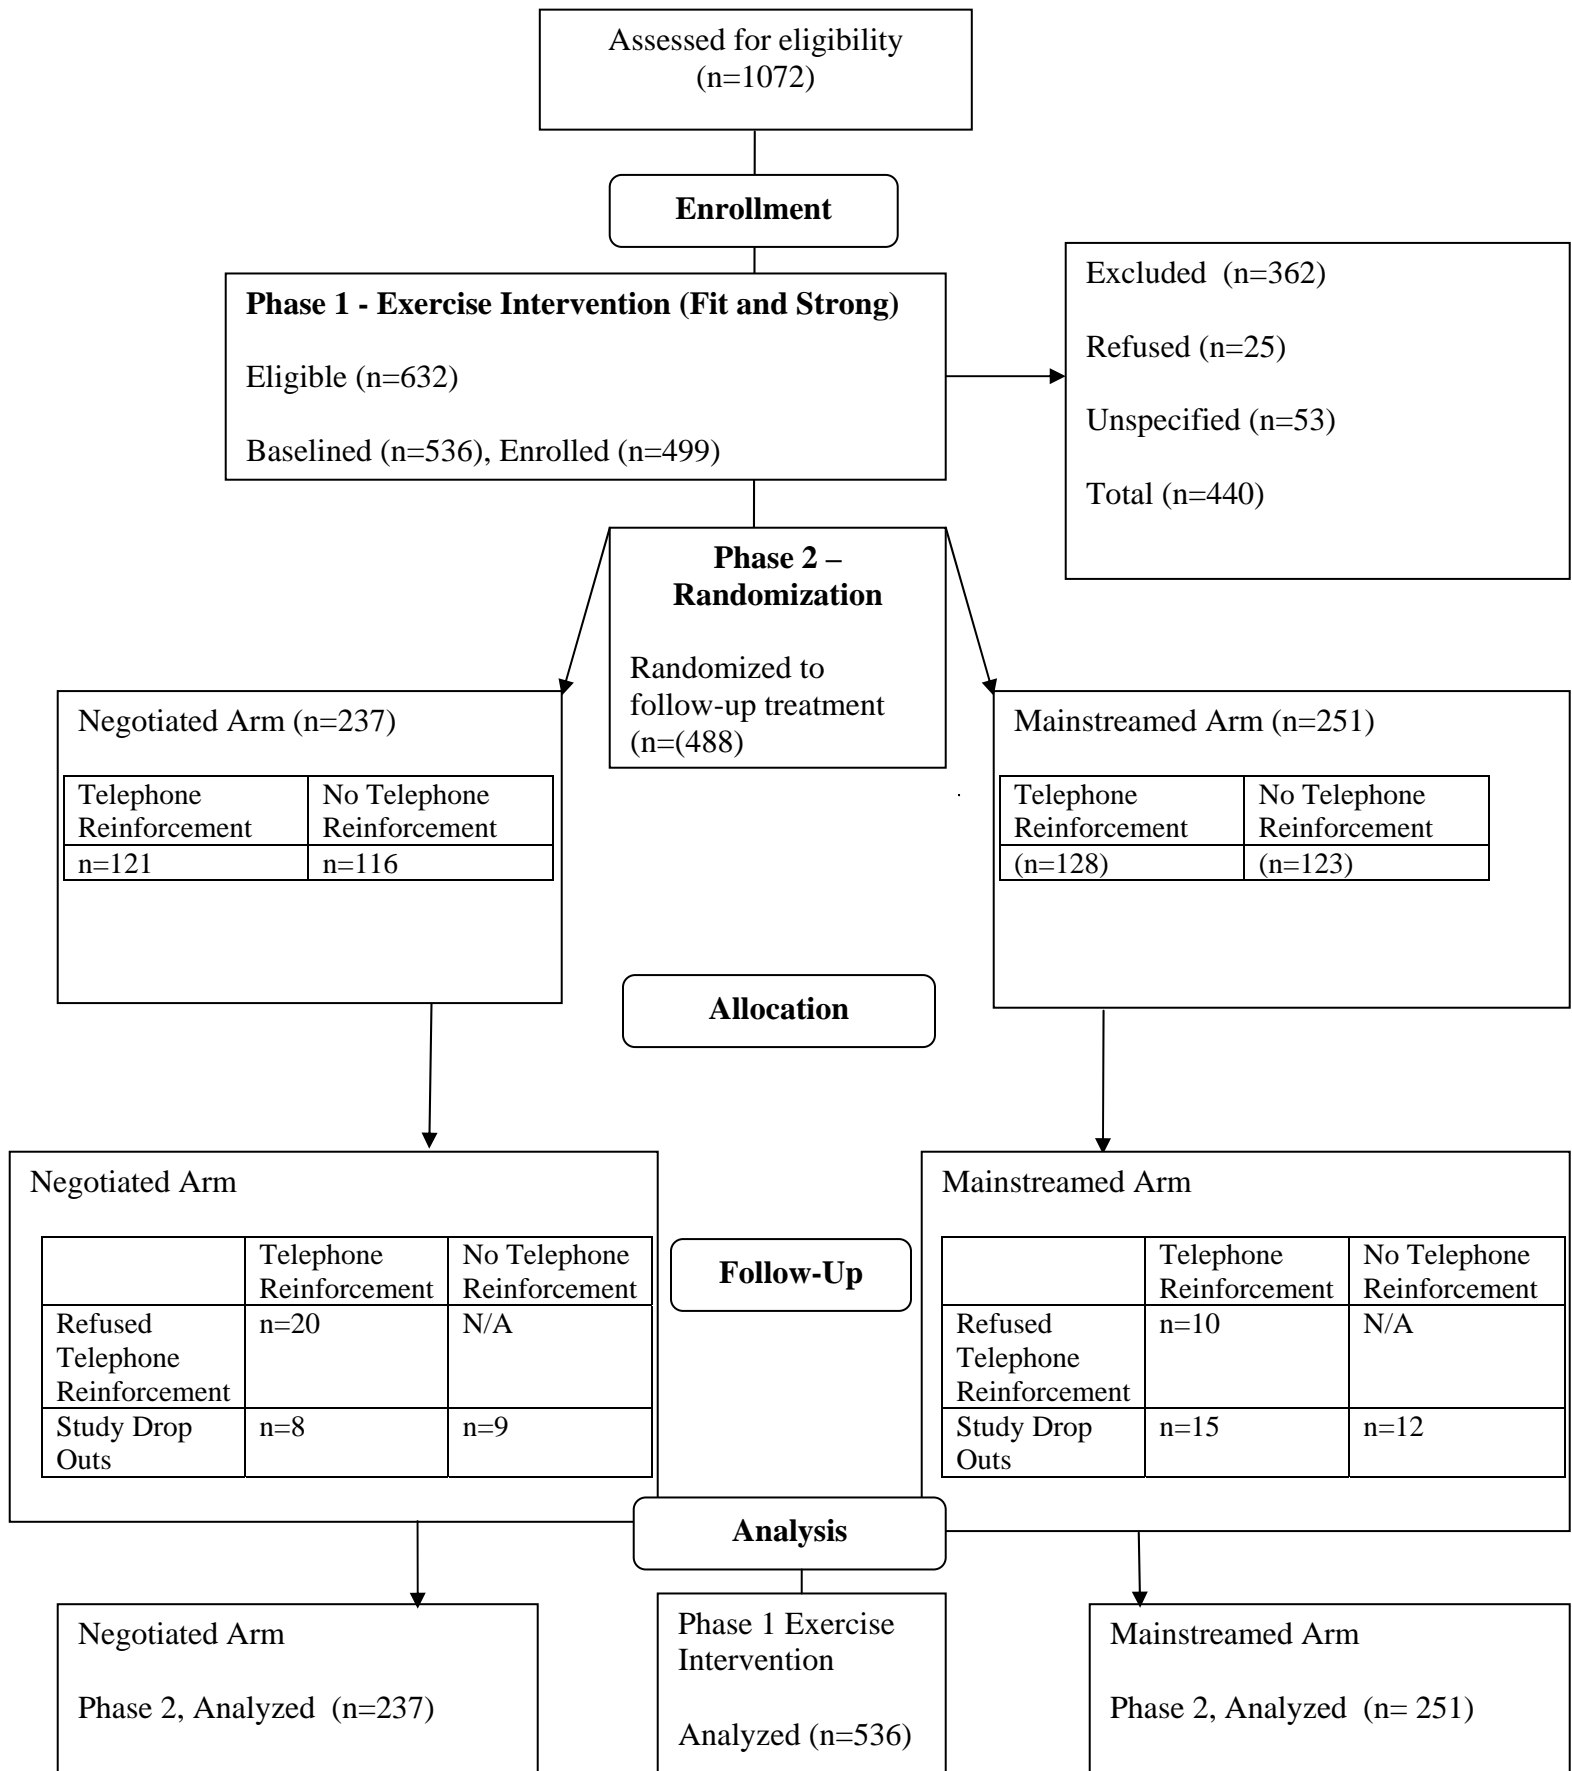 Assessed for eligibility
(n=1072)
Enrollment
Phase 1 - Exercise Intervention (Fit and Strong)
Eligible (n=632)
Baselined (n=536), Enrolled (n=499)
Excluded  (n=362)
Refused (n=25)
Unspecified (n=53)
Total (n=440)
Phase 2 –
Randomization
Randomized to
follow-up treatment
(n=(488)
Negotiated Arm (n=237)
Telephone
Reinforcement
No Telephone
Reinforcement
n=121
n=116
Mainstreamed Arm (n=251)
Telephone
Reinforcement
No Telephone
Reinforcement
(n=128)
(n=123)
Allocation
Negotiated Arm
Telephone
Reinforcement
No Telephone
Reinforcement
Refused
Telephone
Reinforcement
n=20
N/A
Study Drop
Outs
n=8
n=9
Follow-Up
Mainstreamed Arm
Telephone
Reinforcement
No Telephone
Reinforcement
Refused
Telephone
Reinforcement
n=10
N/A
Study Drop
Outs
n=15
n=12
Analysis
Negotiated Arm
Phase 2, Analyzed  (n=237)
Phase 1 Exercise
Intervention
Analyzed (n=536)
Mainstreamed Arm
Phase 2, Analyzed  (n= 251)